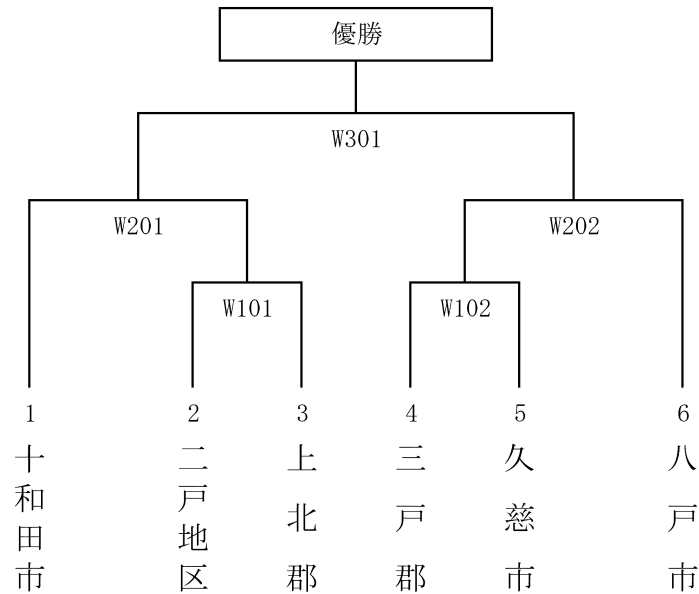 優勝
W301
W201
W202
W101
W102
1
2
3
4
5
6
十和田市
二戸地区
上北郡
三戸郡
久慈市
八戸市